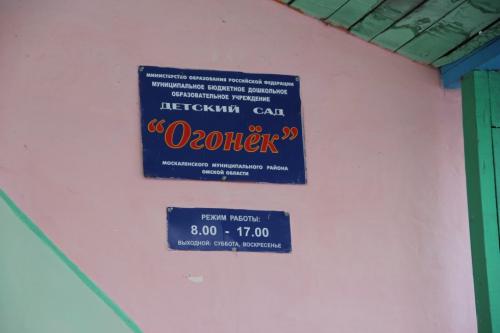 МИНИСТЕРСТВО ОБРАЗОВАНИЯ РОССИЙСКОЙ ФЕДЕРАЦИИ
МУНИЦИПАЛЬНОЕ БЮДЖЕТНОЕ ДОШКОЛЬНОЕ
ОБРАЗОВАТЕЛЬНОЕ УЧРЕЖДЕНИЕ
ДЕТСКИЙ САД
“Огонёк”
МОСКАЛЕНСКОГО МУНИЦИПАЛЬНОГО РАЙОНА
ОМСКОЙ ОБЛАСТИ
РЕЖИМ РАБОТЫ:
8.00 - 17.00
ВЫХОДНОЙ: СУББОТА, ВОСКРЕСЕНЬЕ